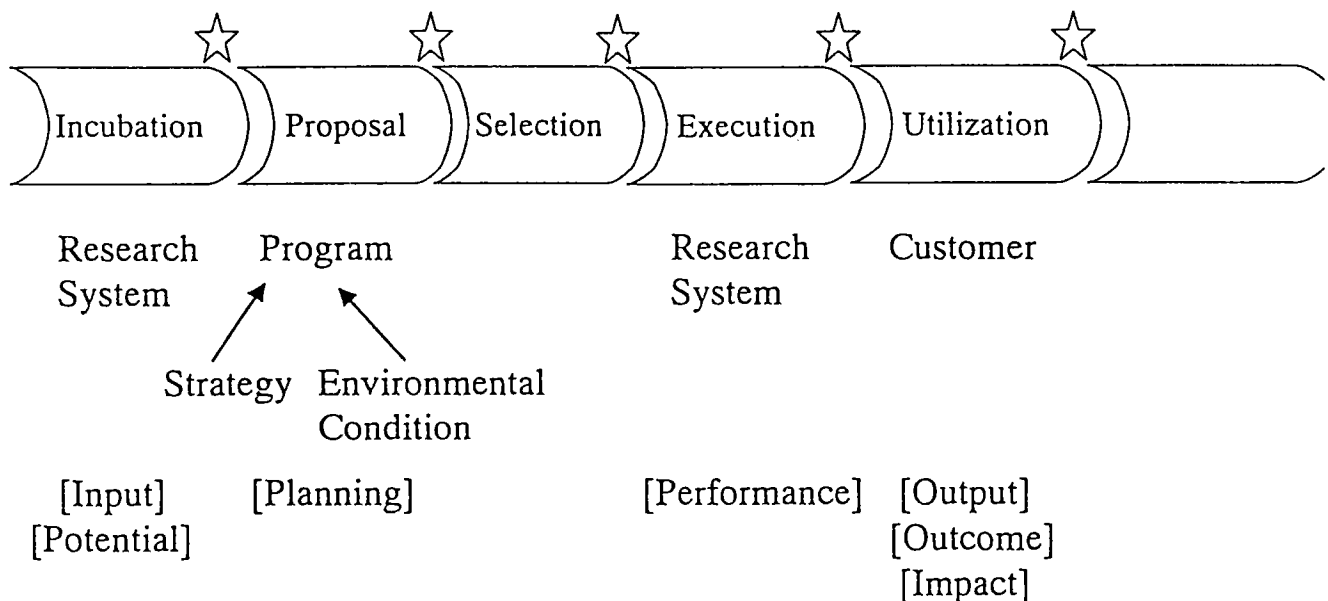 Incubation Proposal Selection Execution Utilization
Research Program Research Customer
System System
Strategy Environmental
Condition
[Input] [Planning] [Performance] [Output]
[Potential] [Outcome]
[Impact]